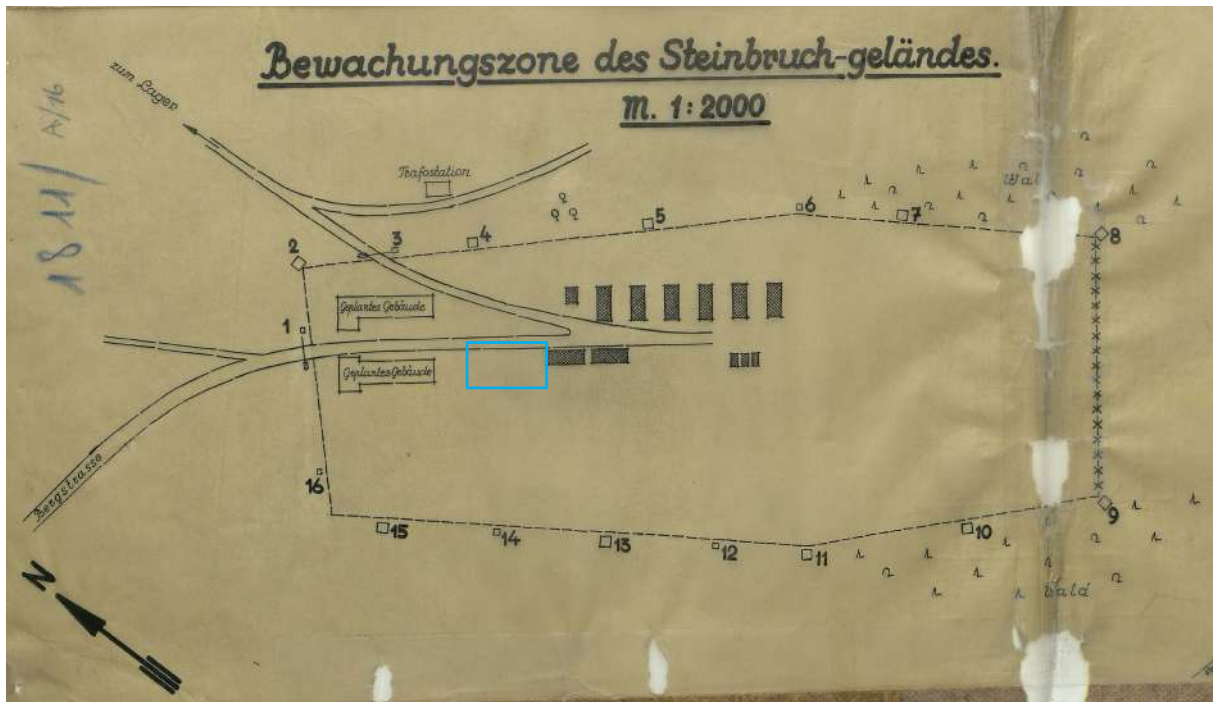 Bewachungszone des Steinbruch-geländes.
M. 1:2000
18 11/ A/16
zum Lager
Trafostation
Wal
1
2
3
4
5
6
7
8
Geplantes Gebäude
Geplantes Gebäude
Bergstrasse
16
15
14
13
12
11
10
9
Wald
N